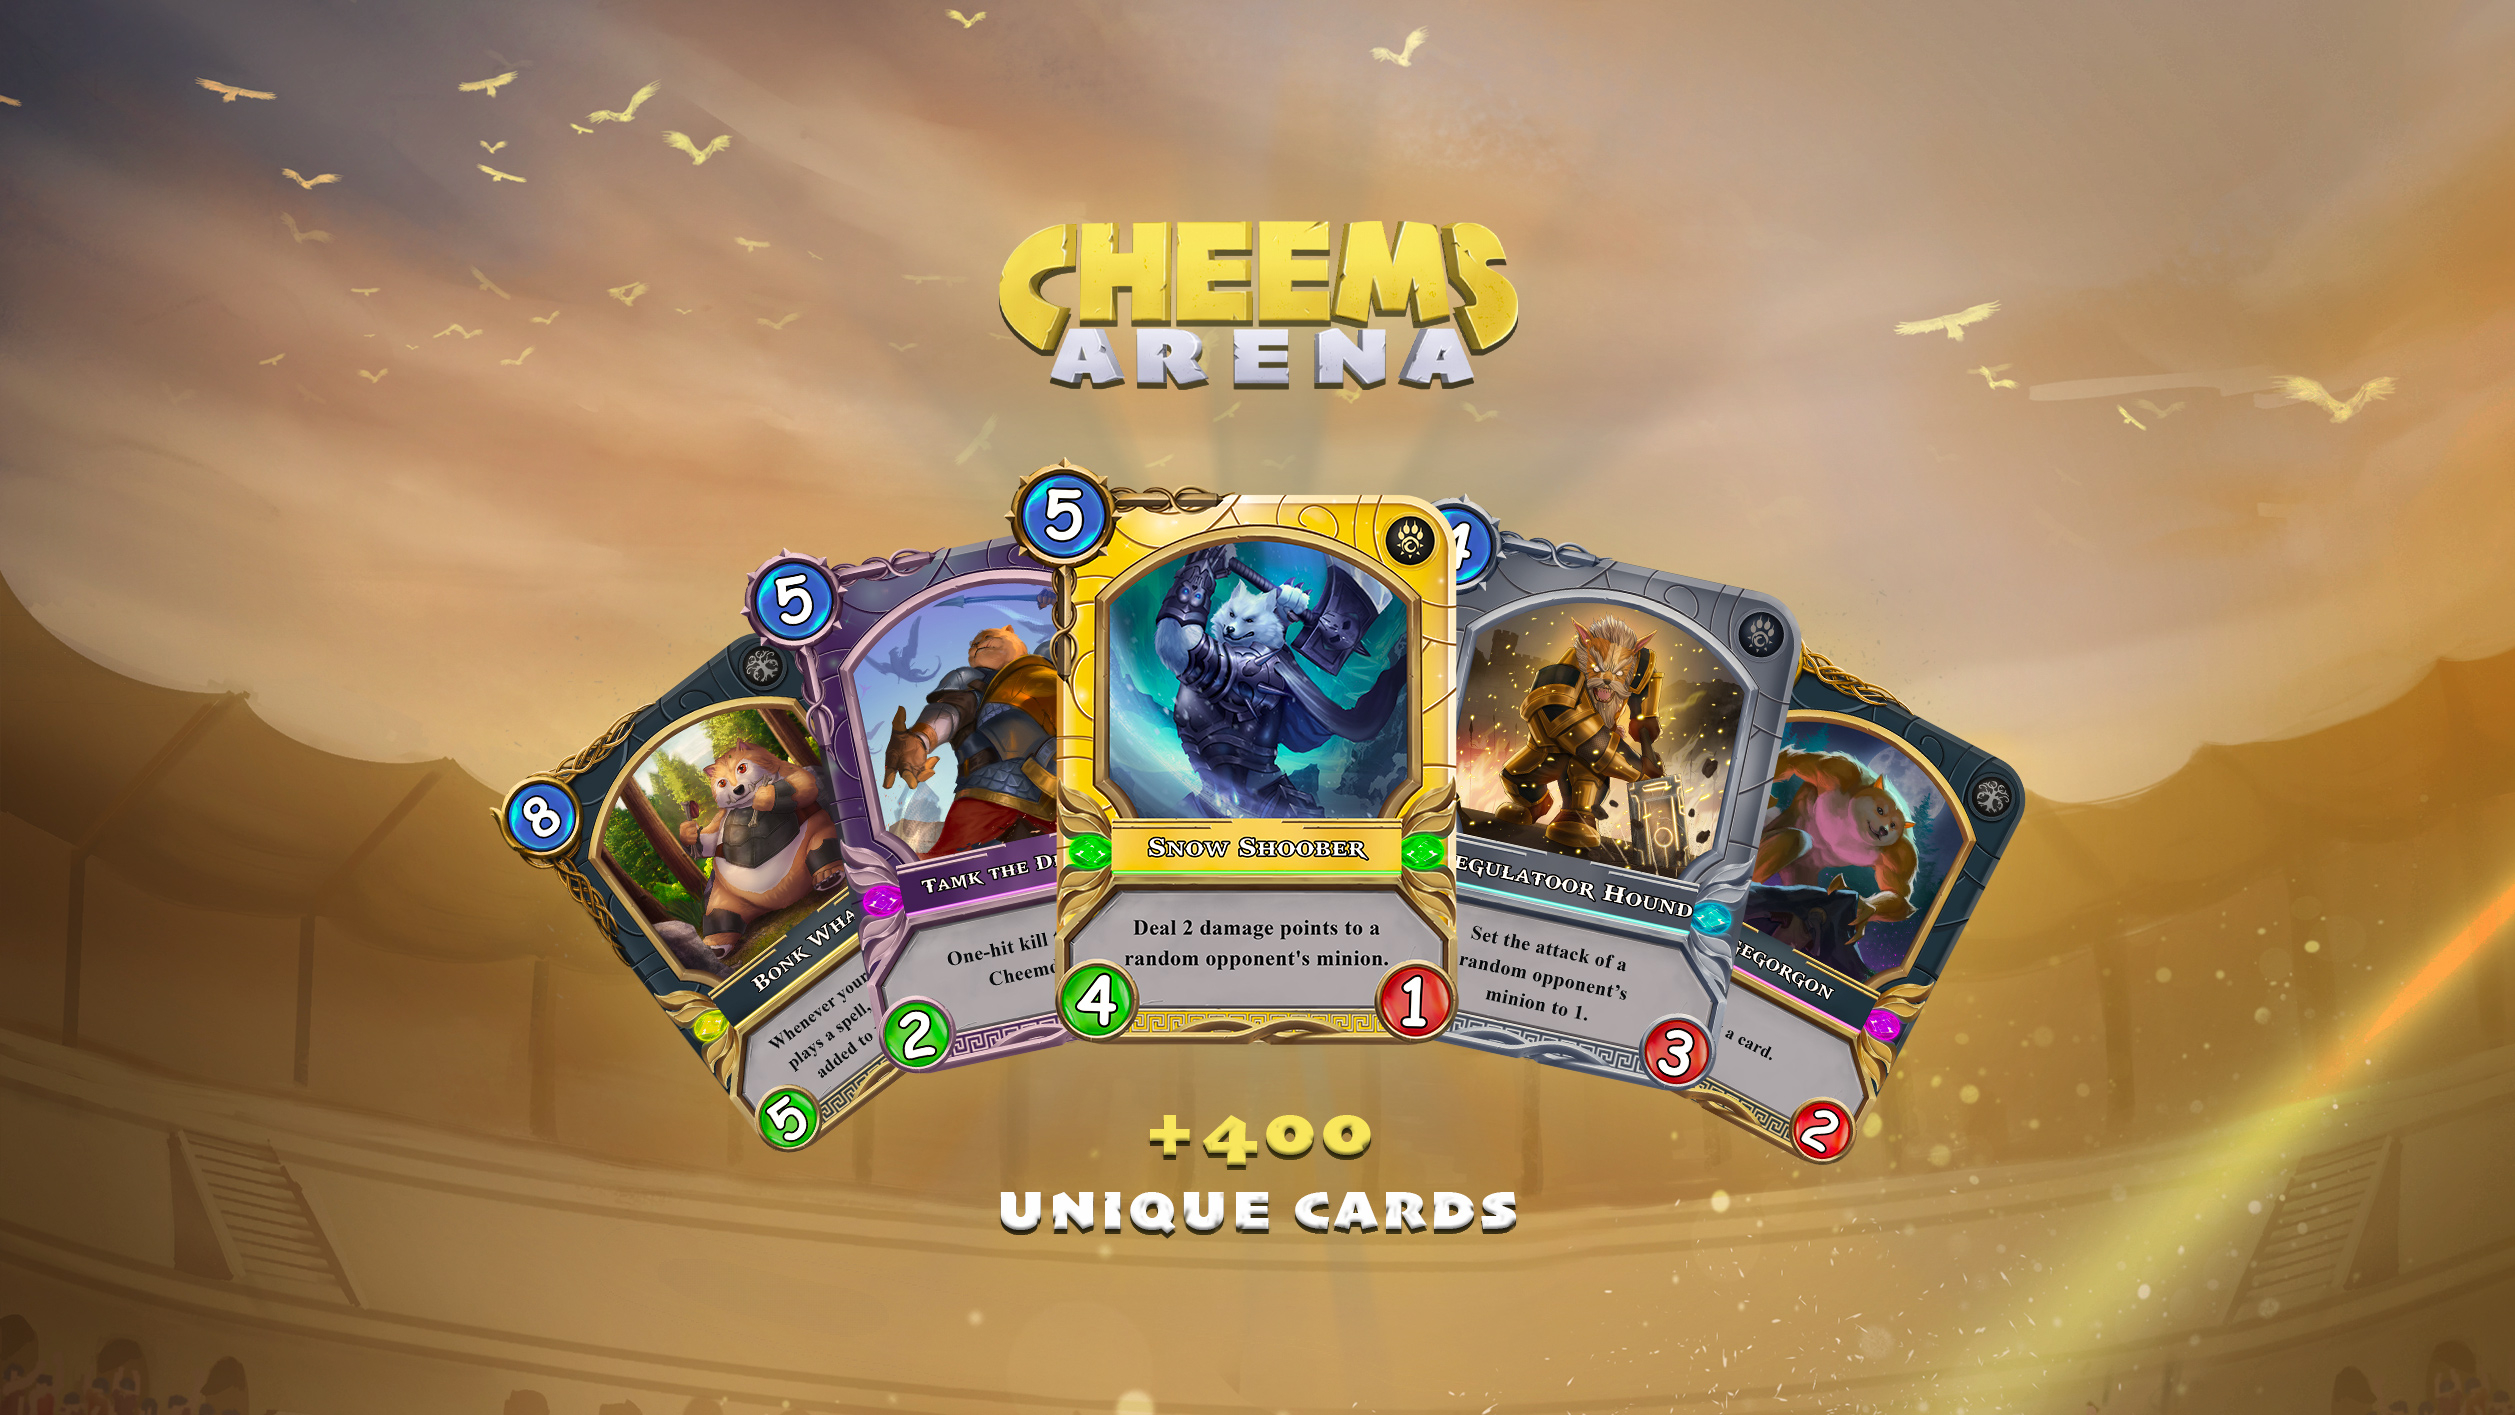 CHEEMS
ARENA
8
BONK WHA
Whenever your
plays a spell,
added to
5
5
TAMK THE D
One-hit kill
Cheem
2
5
SNOW SHOOBER
Deal 2 damage points to a
random opponent's minion.
4
1
4
EGULATOOR HOUND
Set the attack of a
random opponent’s
minion to 1.
3
EGORGON
a card.
2
+400
UNIQUE CARDS